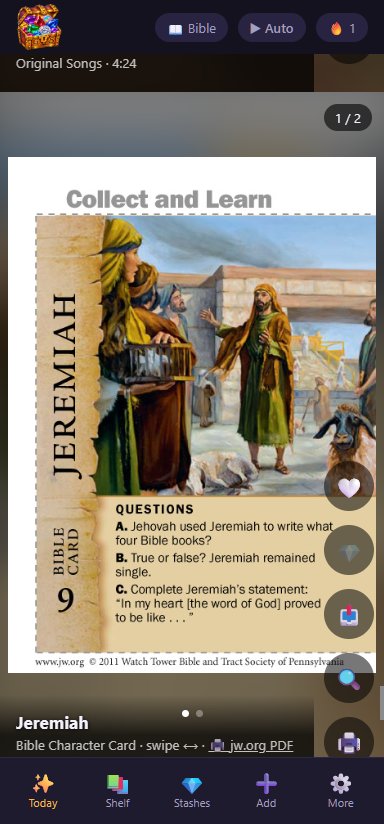 Bible
Auto
1
Original Songs · 4:24
1 / 2
Collect and Learn
JEREMIAH
BIBLE
CARD
9
QUESTIONS
A. Jehovah used Jeremiah to write what
four Bible books?
B. True or false? Jeremiah remained
single.
C. Complete Jeremiah's statement:
“In my heart [the word of God] proved
to be like . . . ”
www.jw.org © 2011 Watch Tower Bible and Tract Society of Pennsylvania
Jeremiah
Bible Character Card · swipe ↔ · jw.org PDF
Today
Shelf
Stashes
Add
More